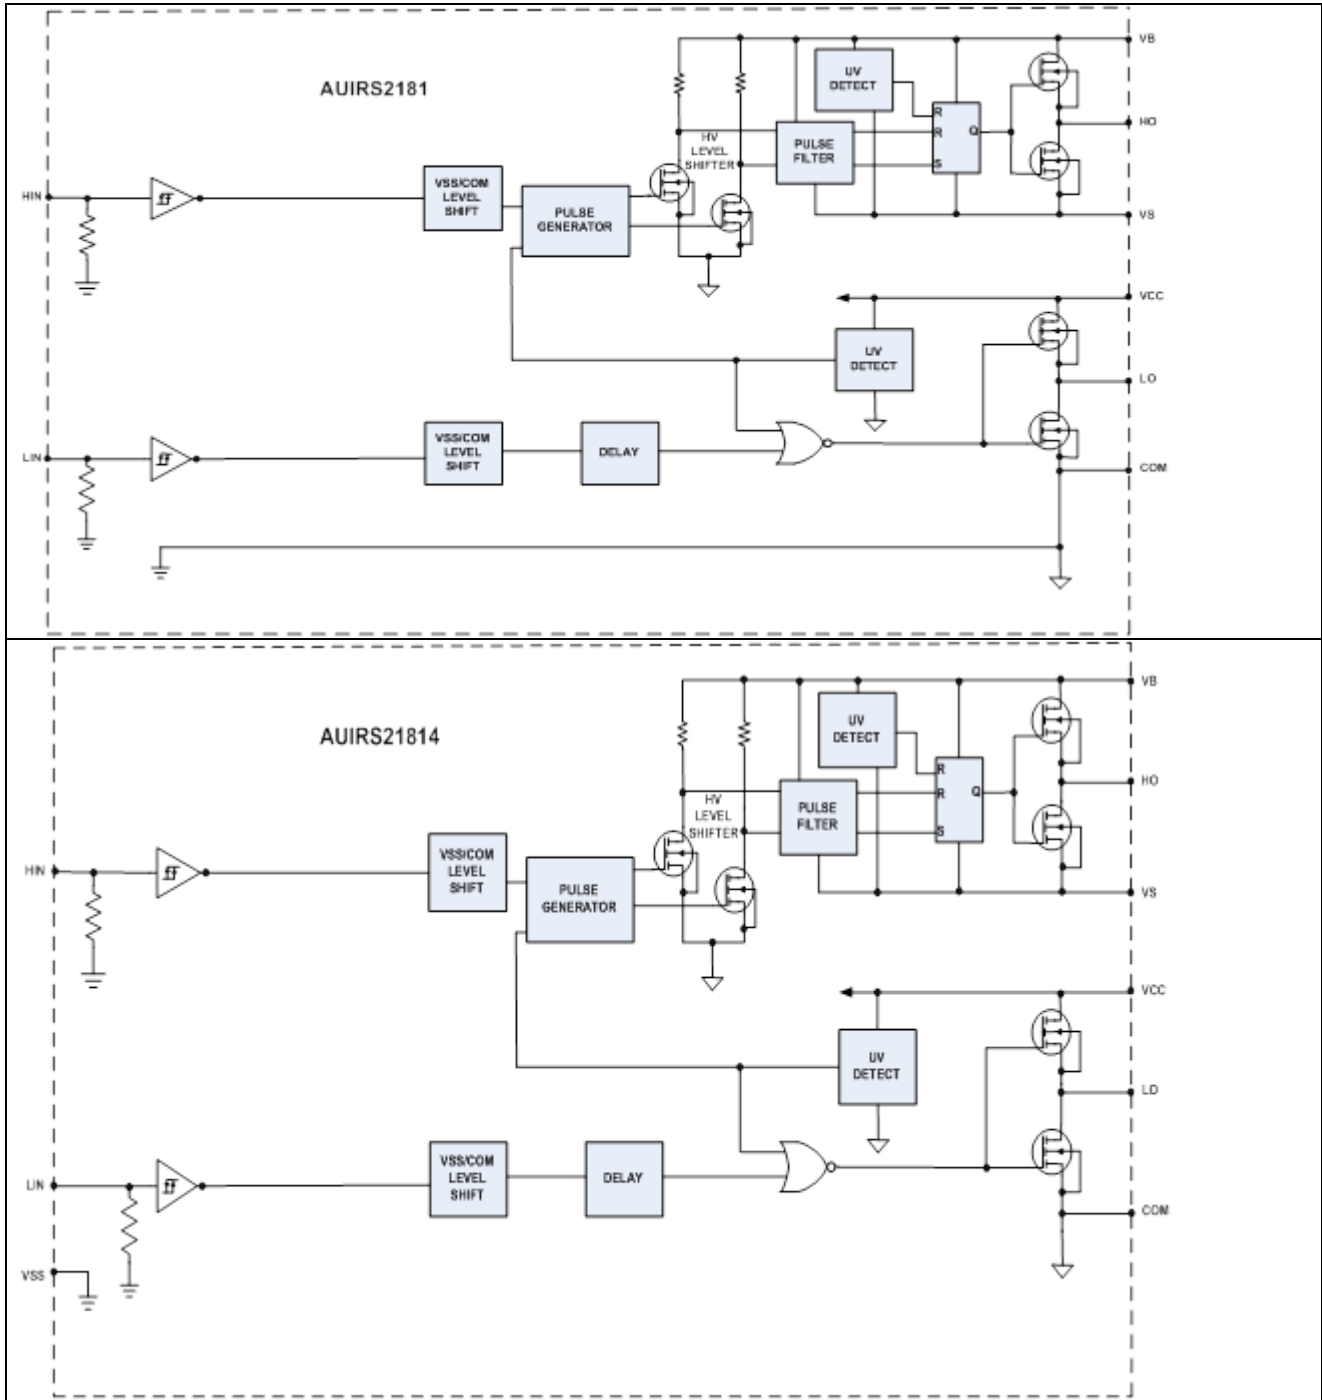 AUIRS2181
VB
UV
DETECT
R
R
S
Q
HO
PULSE
FILTER
HV
LEVEL
SHIFTER
HIN
VSS/COM
LEVEL
SHIFT
PULSE
GENERATOR
VS
VCC
UV
DETECT
LO
LIN
VSS/COM
LEVEL
SHIFT
DELAY
COM
AUIRS21814
VB
UV
DETECT
R
R
S
Q
HO
PULSE
FILTER
HV
LEVEL
SHIFTER
HIN
VSS/COM
LEVEL
SHIFT
PULSE
GENERATOR
VS
VCC
UV
DETECT
LO
LIN
VSS/COM
LEVEL
SHIFT
DELAY
COM
VSS